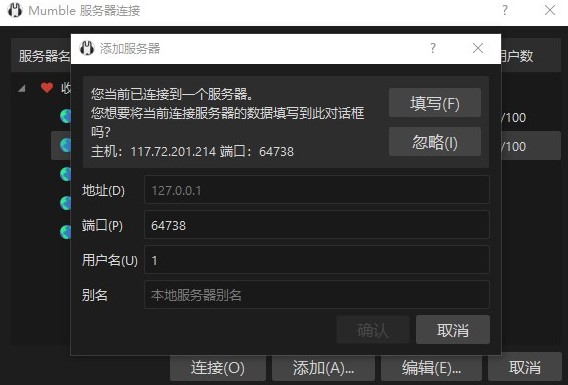 Mumble 服务器连接
服务器名
用户数
添加服务器
您当前已连接到一个服务器。
您想要将当前连接服务器的数据填写到此对话框
吗?
主机：117.72.201.214 端口：64738
填写(F)
忽略(I)
收
/100
/100
地址(D) 127.0.0.1
端口(P) 64738
用户名(U) 1
别名 本地服务器别名
确认 取消
连接(O) 添加(A)... 编辑(E)... 取消